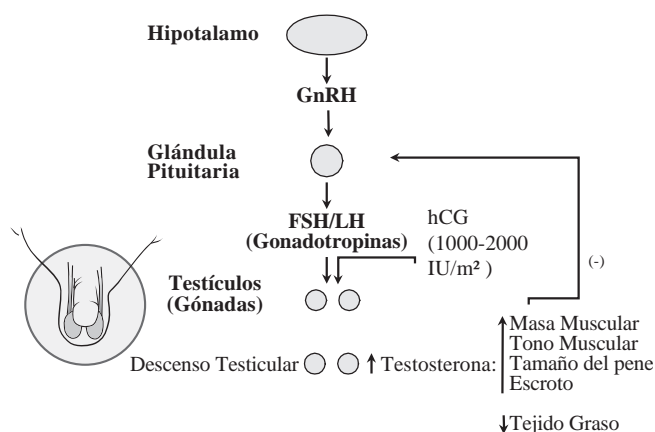 Hipotalamo
GnRH
Glándula
Pituitaria
FSH/LH
(Gonadotropinas)
hCG
(1000-2000
IU/m² )
(-)
Testículos
(Gónadas)
Descenso Testicular
Testosterona:
Masa Muscular
Tono Muscular
Tamaño del pene
Escroto
Tejido Graso